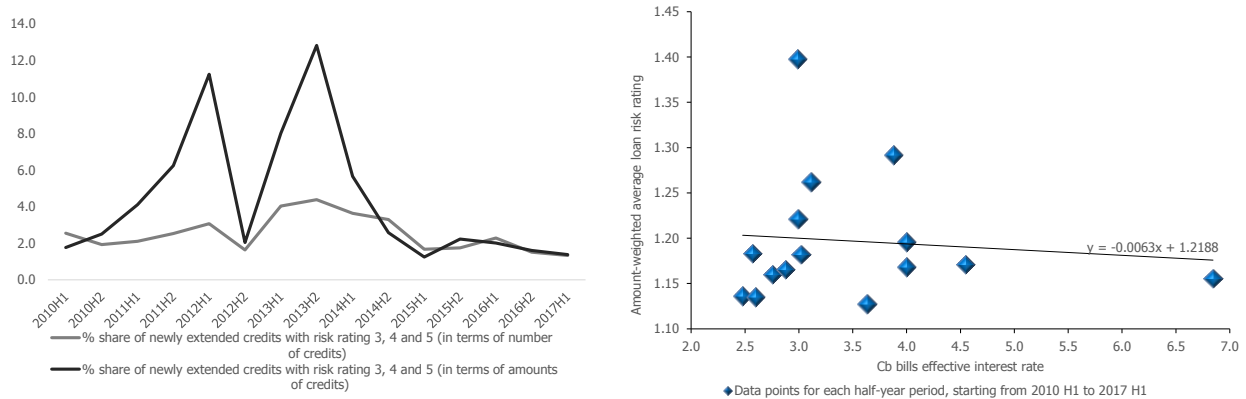 14.0
12.0
10.0
8.0
6.0
4.0
2.0
0.0
2010H1
2010H2
2011H1
2011H2
2012H1
2012H2
2013H1
2013H2
2014H1
2014H2
2015H1
2015H2
2016H1
2016H2
2017H1
% share of newly extended credits with risk rating 3, 4 and 5 (in terms of number
of credits)
% share of newly extended credits with risk rating 3, 4 and 5 (in terms of amounts
of credits)
Amount-weighted average loan risk rating
1.45
1.40
1.35
1.30
1.25
1.20
1.15
1.10
y = -0.0063x + 1.2188
2.0
2.5
3.0
3.5
4.0
4.5
5.0
5.5
6.0
6.5
7.0
Cb bills effective interest rate
Data points for each half-year period, starting from 2010 H1 to 2017 H1